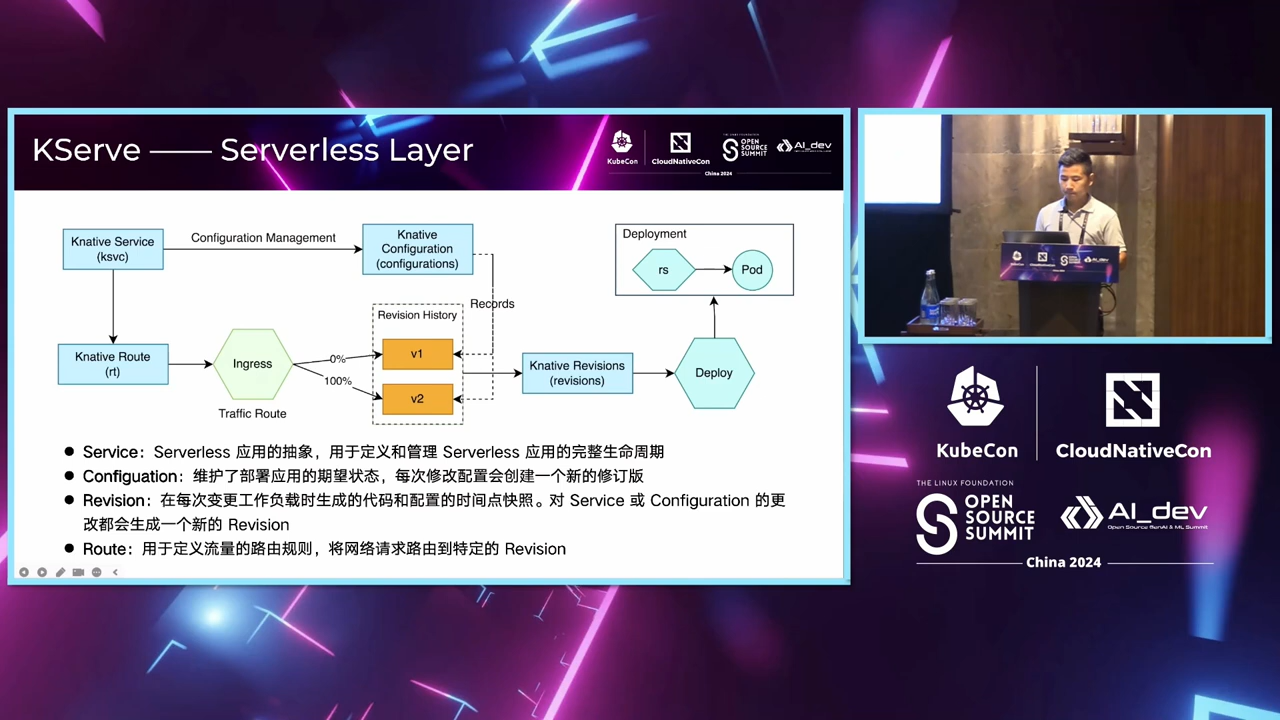 KServe —— Serverless Layer
KubeCon
CloudNativeCon
THE LINUX FOUNDATION
OPEN
SOURCE
SUMMIT
AI_dev
China 2024
Knative Service
(ksvc)
Configuration Management
Knative
Configuration
(configurations)
Records
Revision History
v1
v2
Knative Route
(rt)
Ingress
Traffic Route
0%
100%
Knative Revisions
(revisions)
Deploy
Deployment
rs
Pod
● Service：Serverless 应用的抽象，用于定义和管理 Serverless 应用的完整生命周期
● Configuation：维护了部署应用的期望状态，每次修改配置会创建一个新的修订版
● Revision：在每次变更工作负载时生成的代码和配置的时间点快照。对 Service 或 Configuration 的更
改都会生成一个新的 Revision
● Route：用于定义流量的路由规则，将网络请求路由到特定的 Revision
KubeCon
CloudNativeCon
THE LINUX FOUNDATION
OPEN
SOURCE
SUMMIT
AI_dev
Open Source GenAI & ML Summit
China 2024